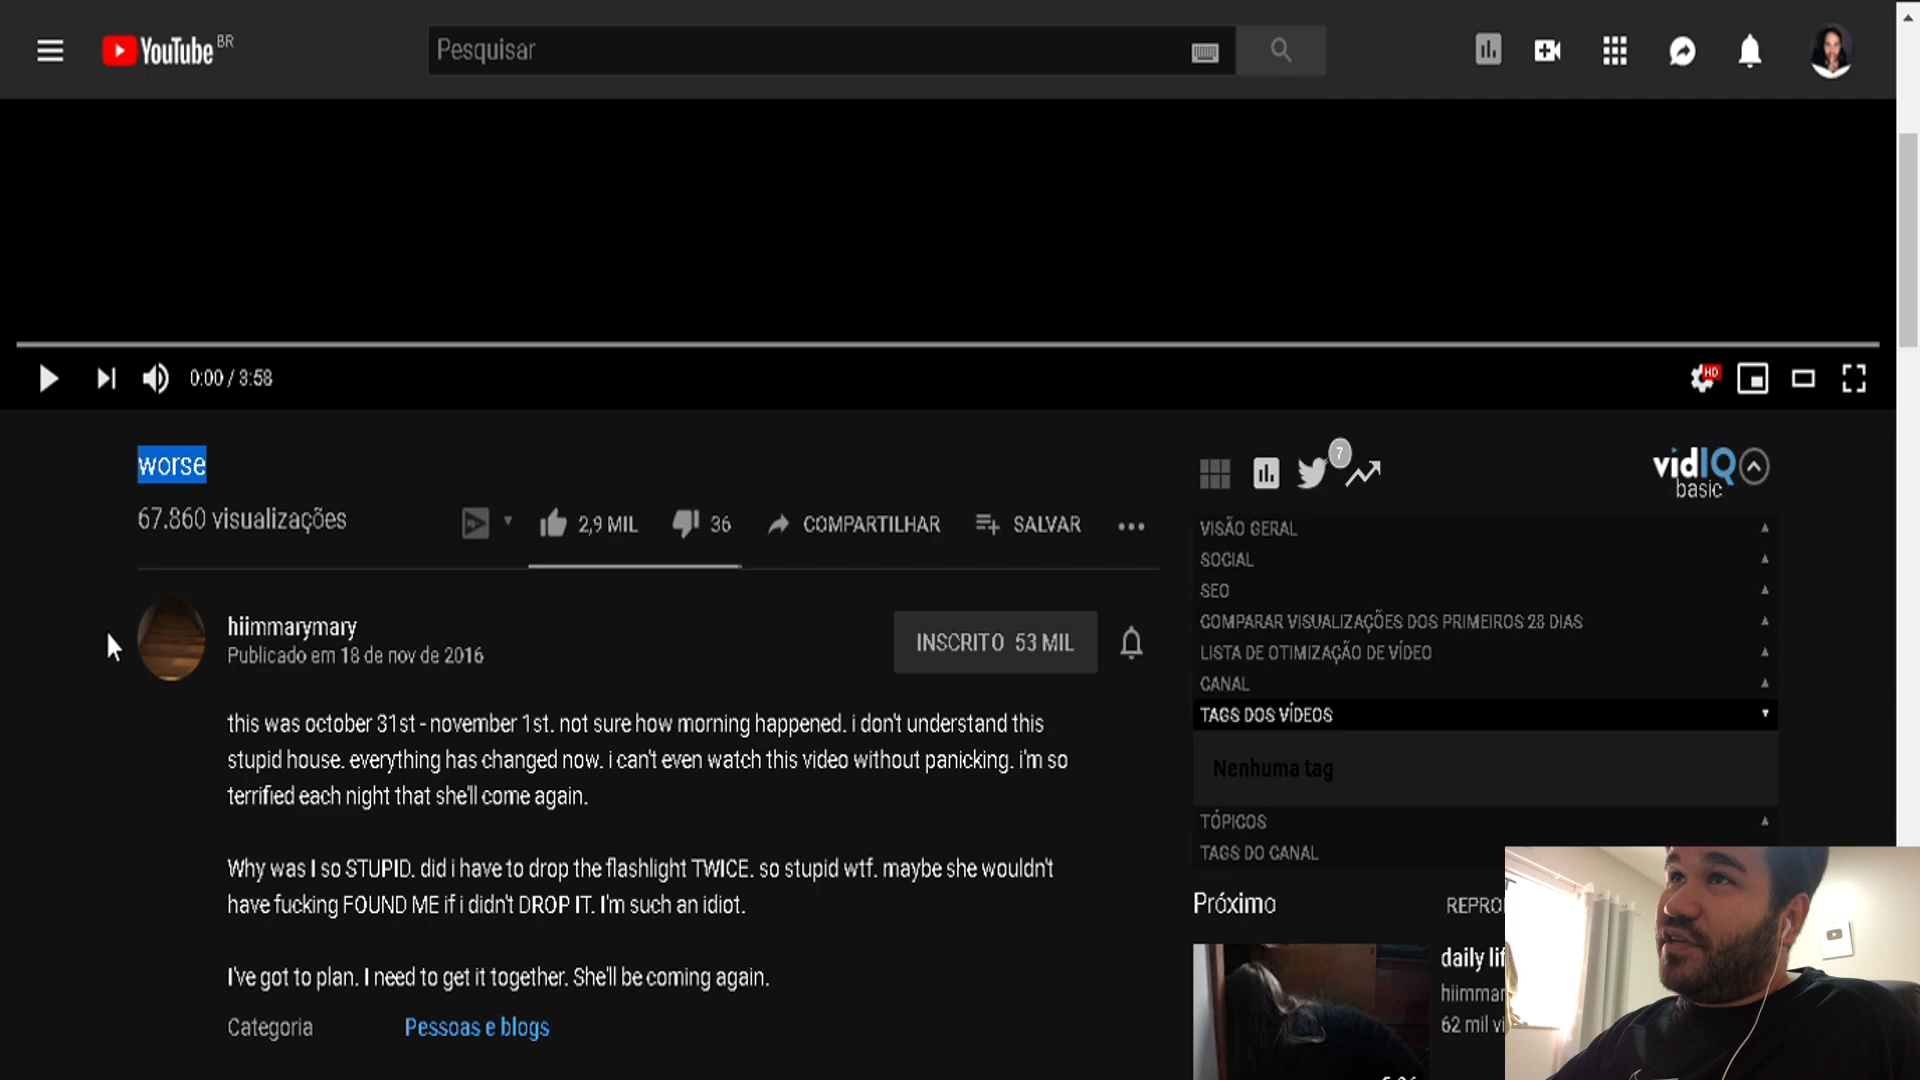 YouTube BR
Pesquisar
0:00 / 3:58
HD
worse
67.860 visualizações
2,9 MIL
36
COMPARTILHAR
SALVAR
hiimmarymary
Publicado em 18 de nov de 2016
INSCRITO 53 MIL
this was october 31st - november 1st. not sure how morning happened. i don't understand this
stupid house. everything has changed now. i can't even watch this video without panicking. i'm so
terrified each night that she'll come again.
Why was I so STUPID. did i have to drop the flashlight TWICE. so stupid wtf. maybe she wouldn't
have fucking FOUND ME if i didn't DROP IT. I'm such an idiot.
I've got to plan. I need to get it together. She'll be coming again.
Categoria
Pessoas e blogs
7
vidIQ
basic
VISÃO GERAL
SOCIAL
SEO
COMPARAR VISUALIZAÇÕES DOS PRIMEIROS 28 DIAS
LISTA DE OTIMIZAÇÃO DE VÍDEO
CANAL
TAGS DOS VÍDEOS
Nenhuma tag
TÓPICOS
TAGS DO CANAL
Próximo
daily
62 mil